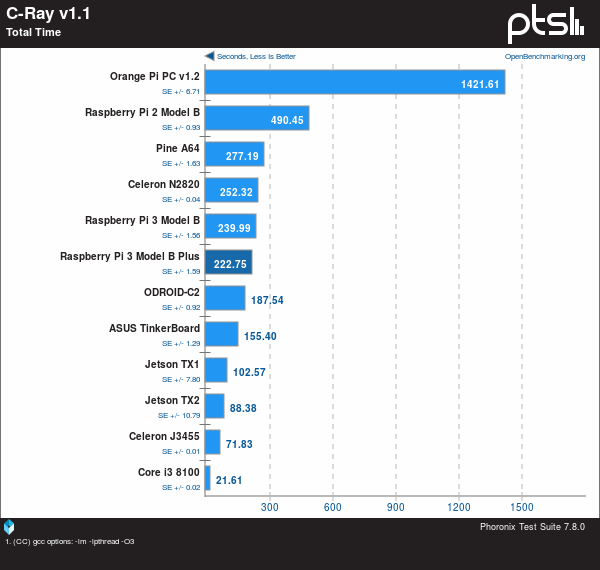 C-Ray v1.1
Total Time
ptsl
Seconds, Less Is Better
OpenBenchmarking.org
Orange Pi PC v1.2
SE +/- 6.71
1421.61
Raspberry Pi 2 Model B
SE +/- 0.93
490.45
Pine A64
SE +/- 1.63
277.19
Celeron N2820
SE +/- 0.04
252.32
Raspberry Pi 3 Model B
SE +/- 1.56
239.99
Raspberry Pi 3 Model B Plus
SE +/- 1.59
222.75
ODROID-C2
SE +/- 0.92
187.54
ASUS TinkerBoard
SE +/- 1.29
155.40
Jetson TX1
SE +/- 7.80
102.57
Jetson TX2
SE +/- 10.79
88.38
Celeron J3455
SE +/- 0.01
71.83
Core i3 8100
SE +/- 0.02
21.61
300 600 900 1200 1500
Phoronix Test Suite 7.8.0
1. (CC) gcc options: -lm -lpthread -O3